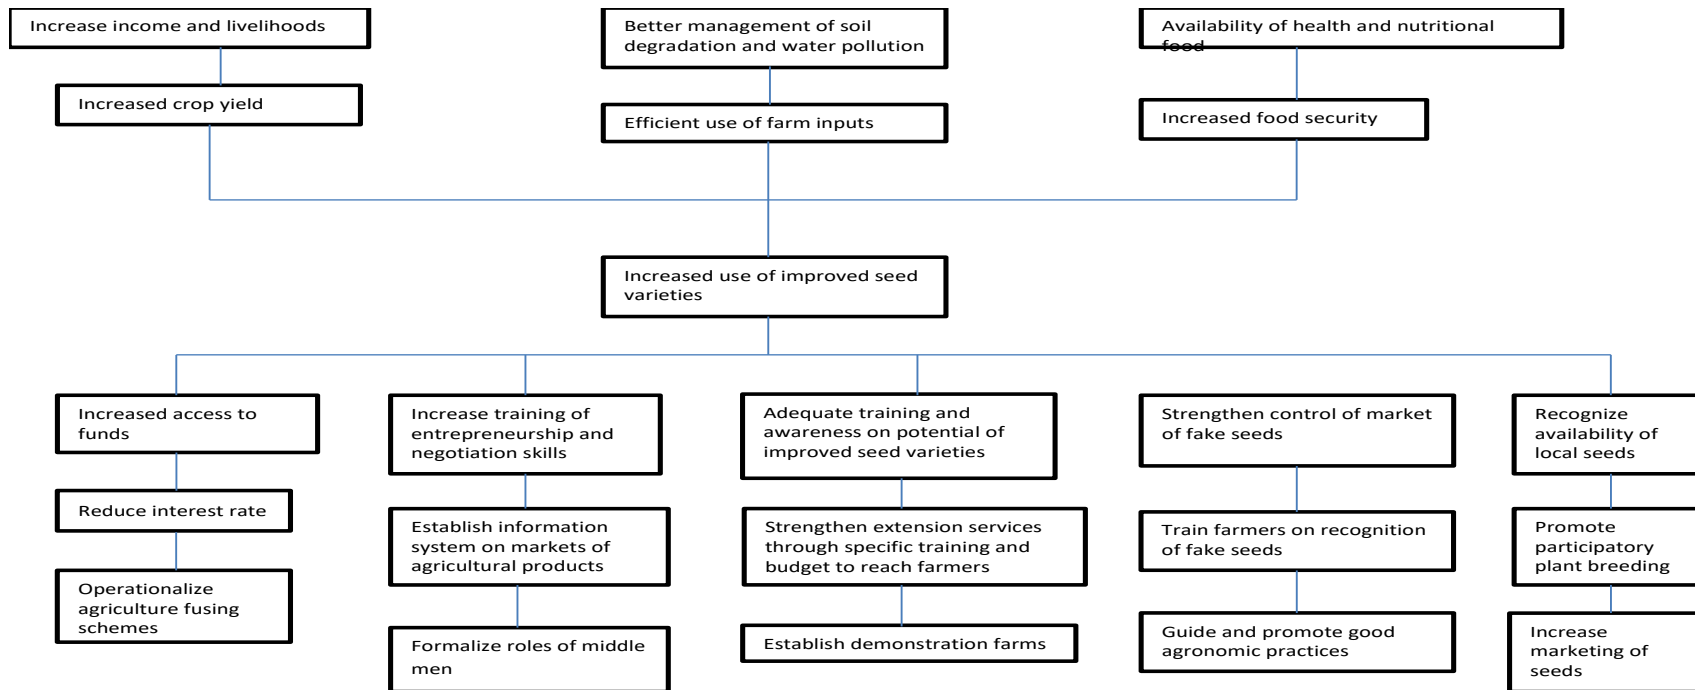 Increase income and livelihoods
Better management of soil
degradation and water pollution
Availability of health and nutritional
food
Increased crop yield
Efficient use of farm inputs
Increased food security
Increased use of improved seed
varieties
Increased access to
funds
Increase training of
entrepreneurship and
negotiation skills
Adequate training and
awareness on potential of
improved seed varieties
Strengthen control of market
of fake seeds
Recognize
availability of
local seeds
Reduce interest rate
Establish information
system on markets of
agricultural products
Strengthen extension services
through specific training and
budget to reach farmers
Train farmers on recognition
of fake seeds
Promote
participatory
plant breeding
Operationalize
agriculture fusing
schemes
Formalize roles of middle
men
Establish demonstration farms
Guide and promote good
agronomic practices
Increase
marketing of
seeds